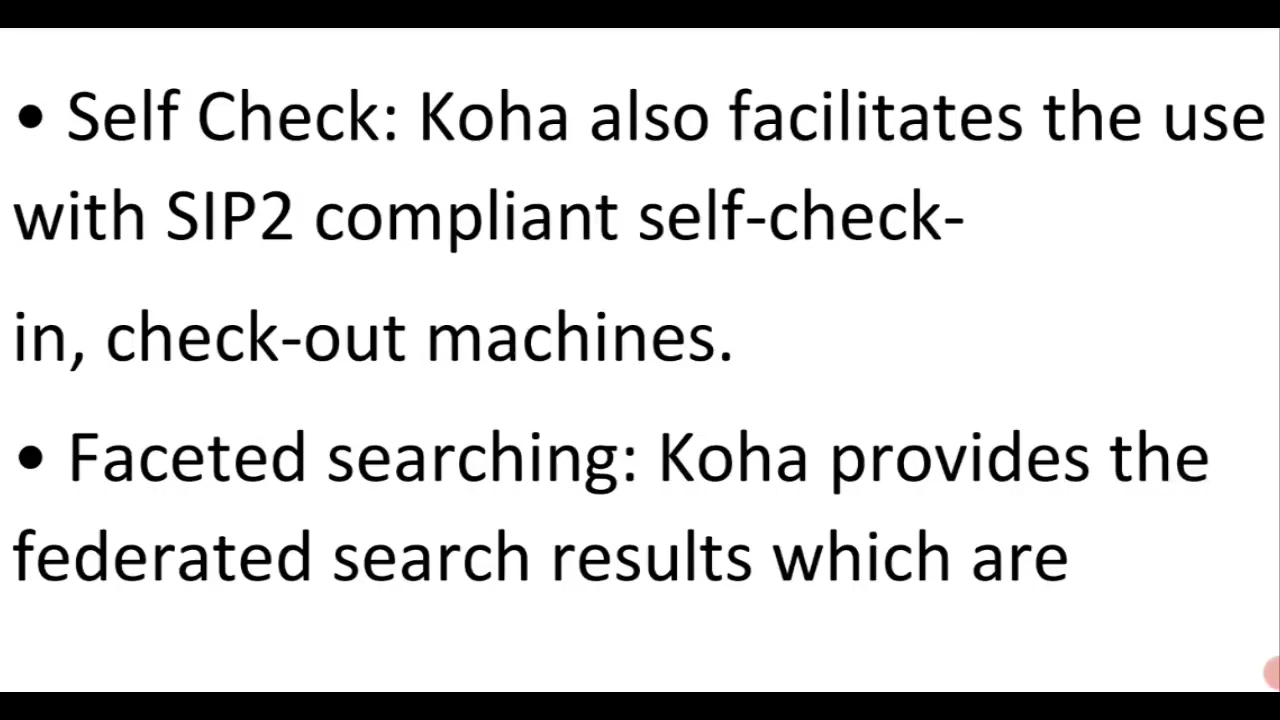 • Self Check: Koha also facilitates the use
with SIP2 compliant self-check-
in, check-out machines.
• Faceted searching: Koha provides the
federated search results which are